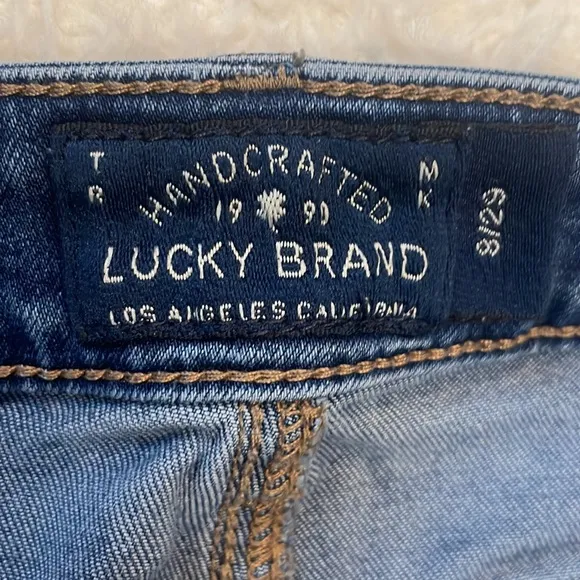 HANDCRAFTED
TR MK
19 90
LUCKY BRAND
LOS ANGELES CALIFORNIA
8/29